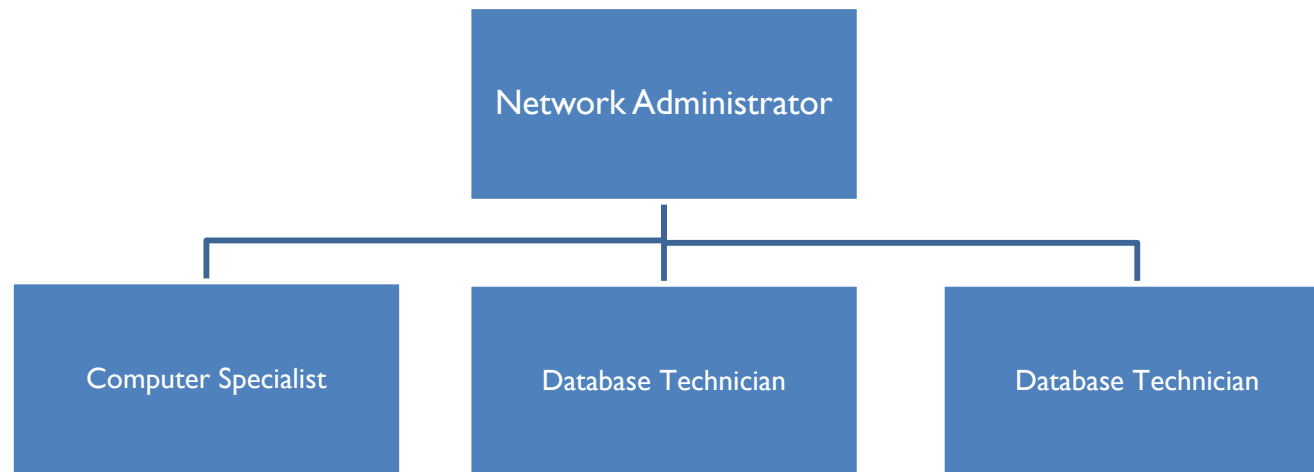 Network Administrator
Computer Specialist
Database Technician
Database Technician